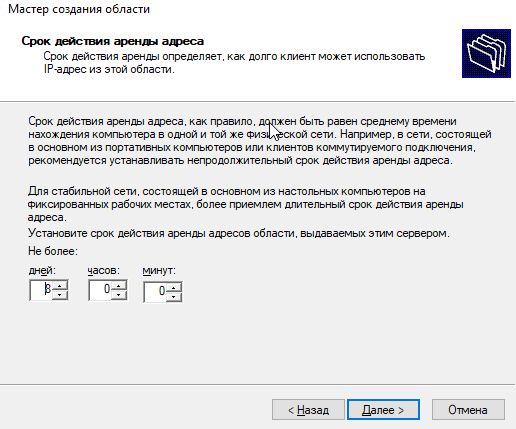 Мастер создания области
Срок действия аренды адреса
Срок действия аренды определяет, как долго клиент может использовать
IP-адрес из этой области.
Срок действия аренды адреса, как правило, должен быть равен среднему времени
нахождения компьютера в одной и той же физической сети. Например, в сети, состоящей
в основном из портативных компьютеров или клиентов коммутируемого подключения,
рекомендуется устанавливать непродолжительный срок действия аренды адреса.
Для стабильной сети, состоящей в основном из настольных компьютеров на
фиксированных рабочих местах, более приемлем длительный срок действия аренды
адреса.
Установите срок действия аренды адресов области, выдаваемых этим сервером.
Не более:
дней: часов: минут:
8 0 0
< Назад Далее > Отмена